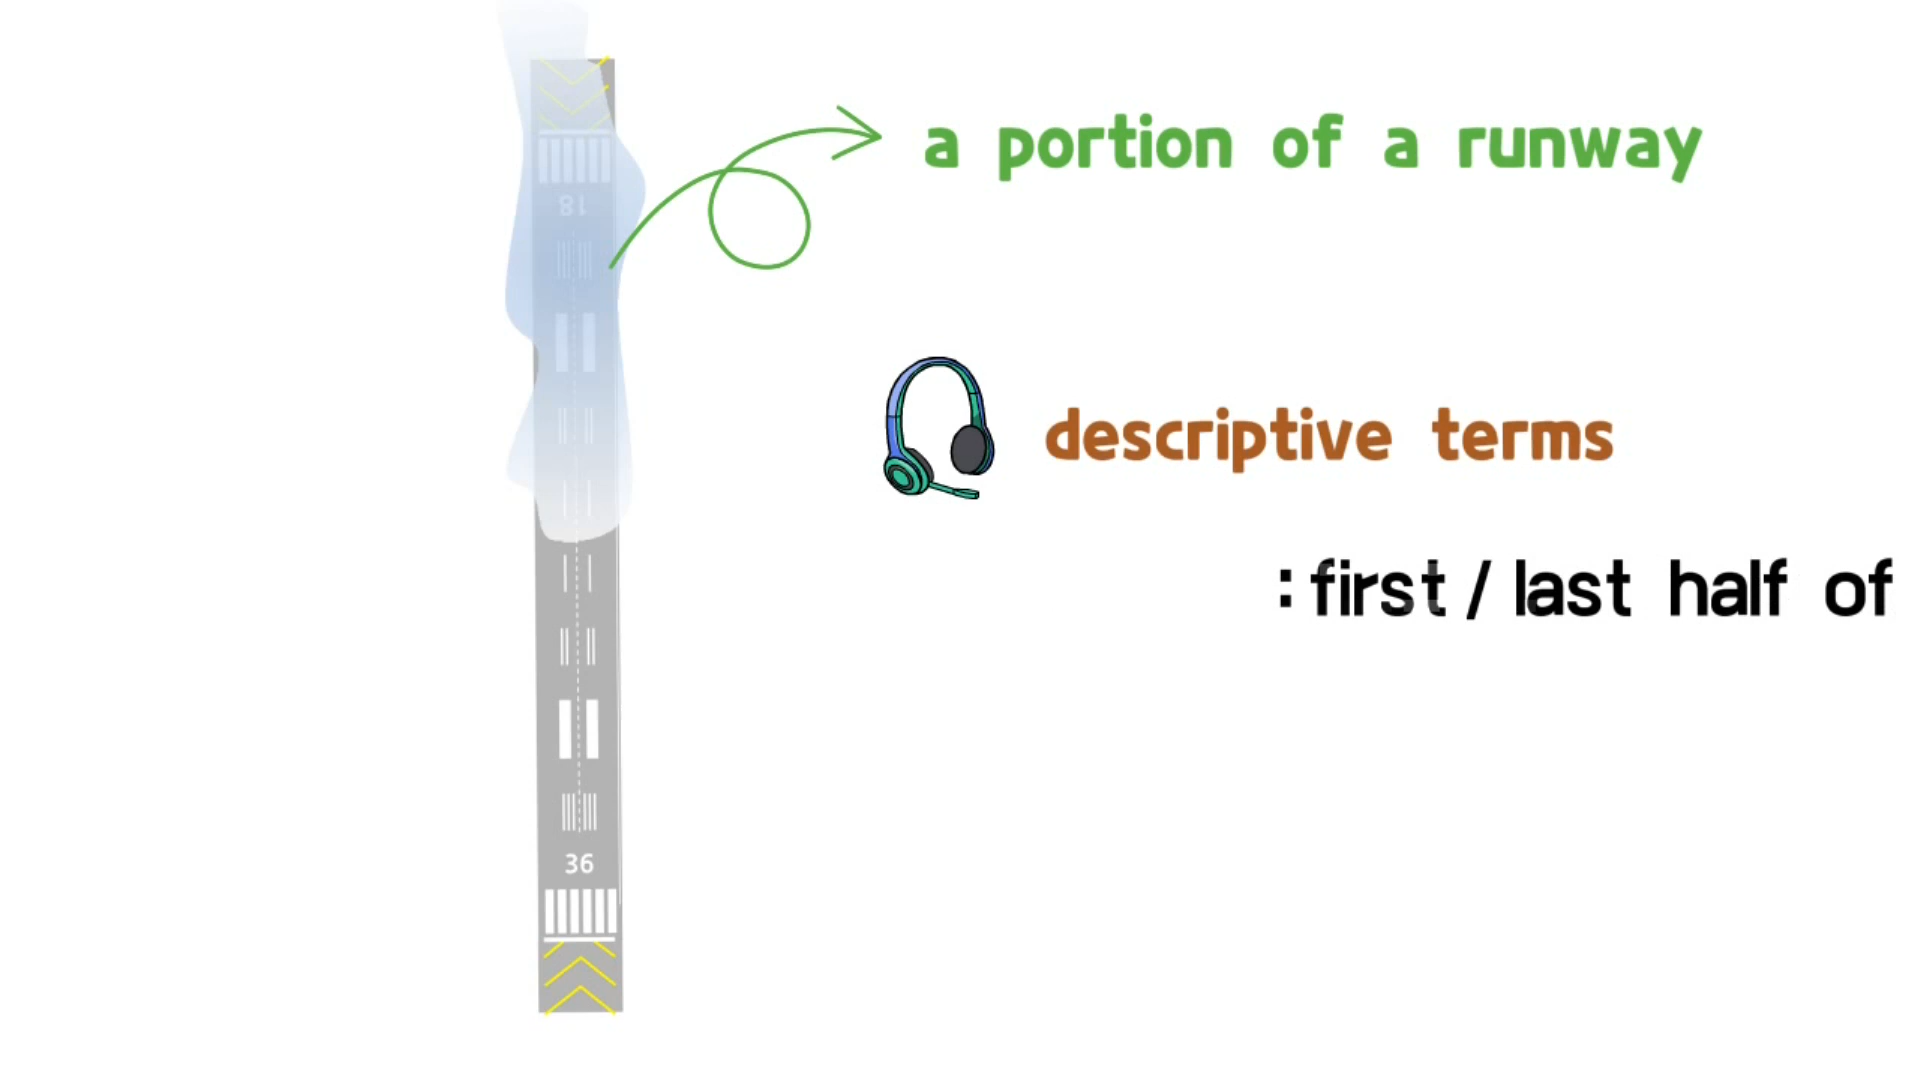 a portion of a runway
18
descriptive terms
: first / last half of
36